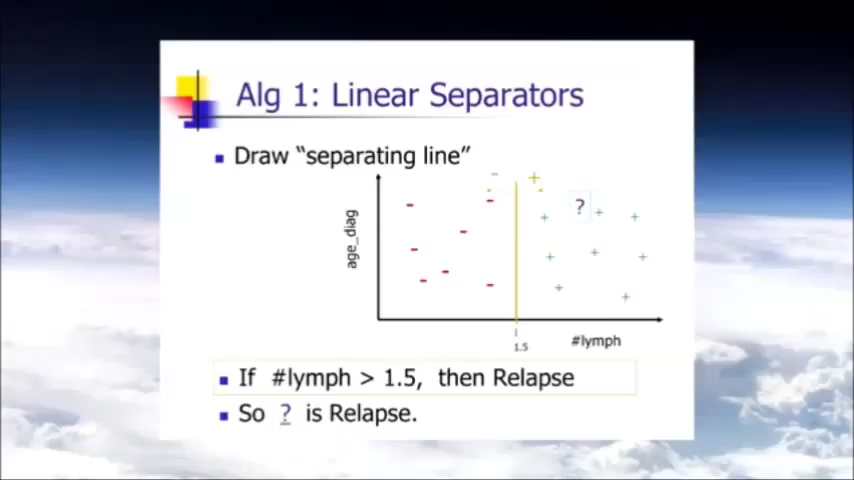 Alg 1: Linear Separators
Draw “separating line”
- +
age_diag
?
1.5
#lymph
If #lymph > 1.5, then Relapse
So ? is Relapse.